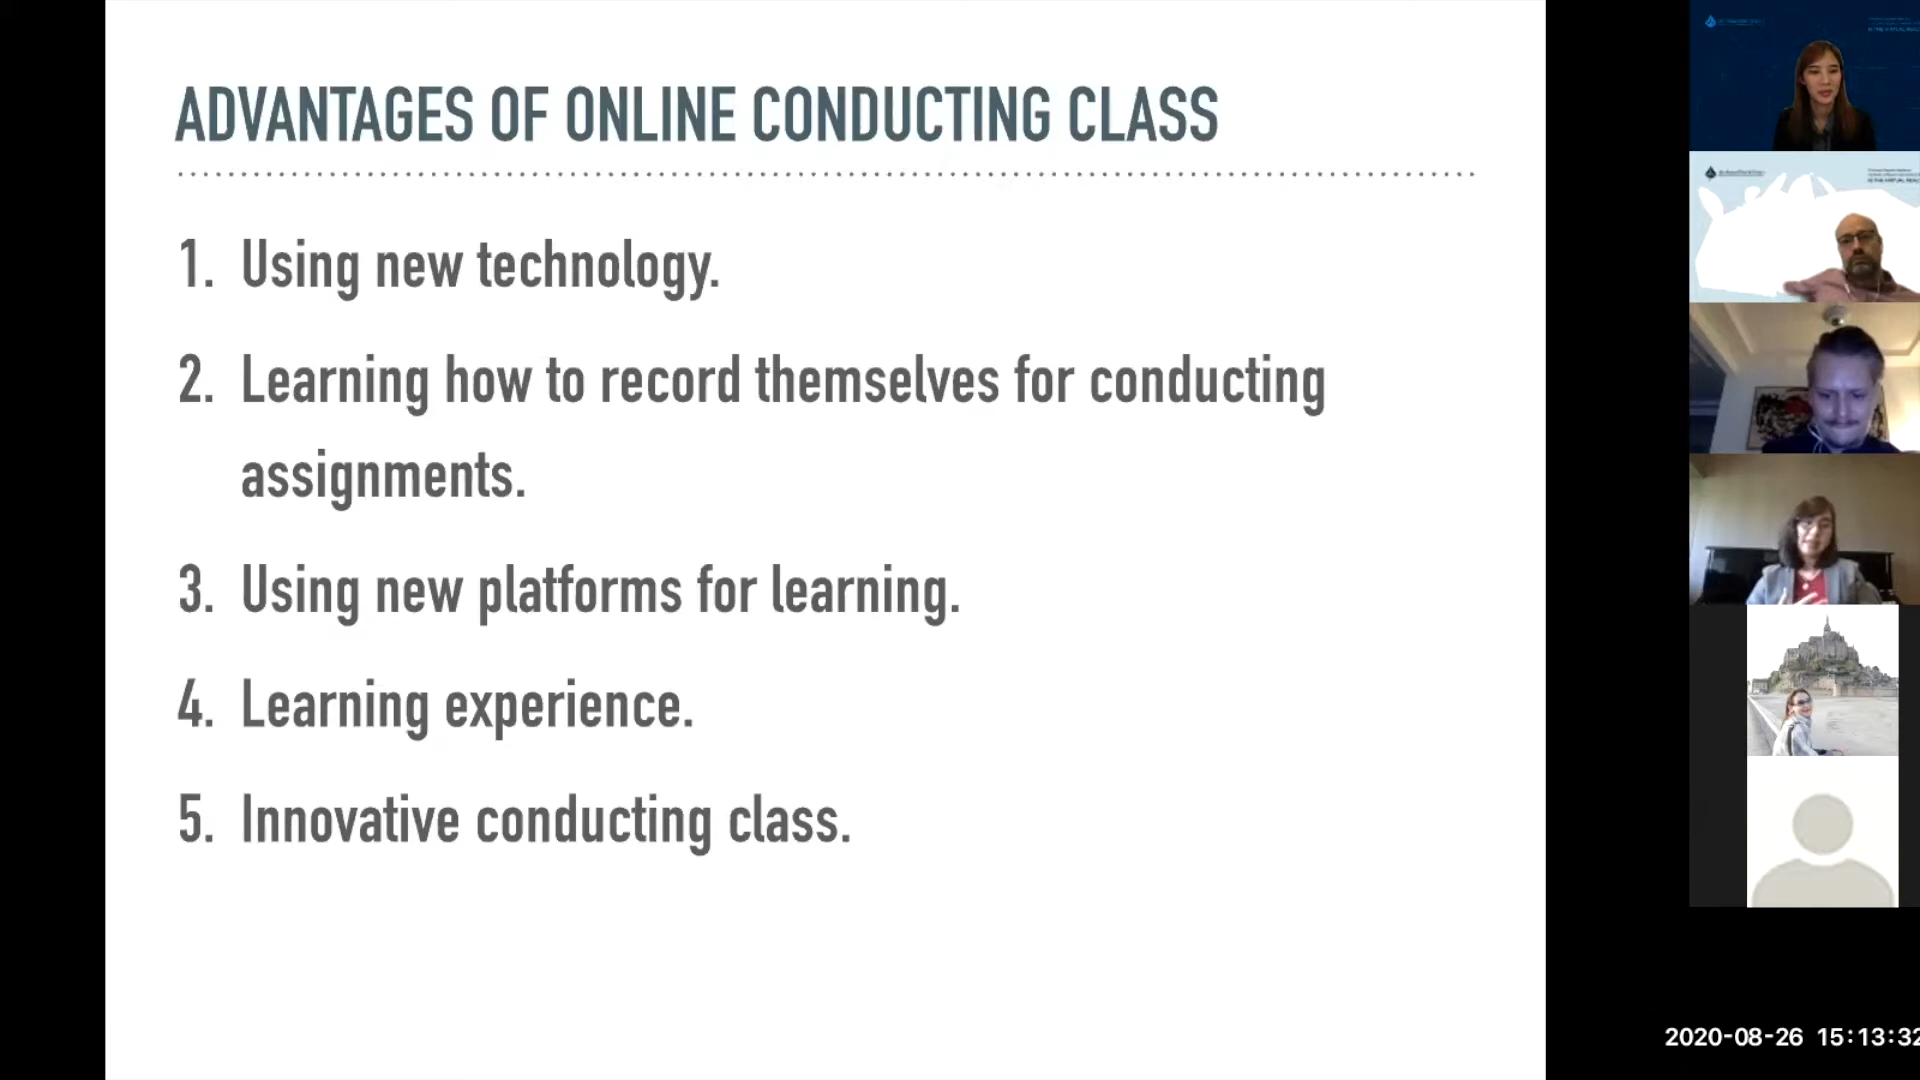 ADVANTAGES OF ONLINE CONDUCTING CLASS
1. Using new technology.
2. Learning how to record themselves for conducting
assignments.
3. Using new platforms for learning.
4. Learning experience.
5. Innovative conducting class.
2020-08-26 15:13:32